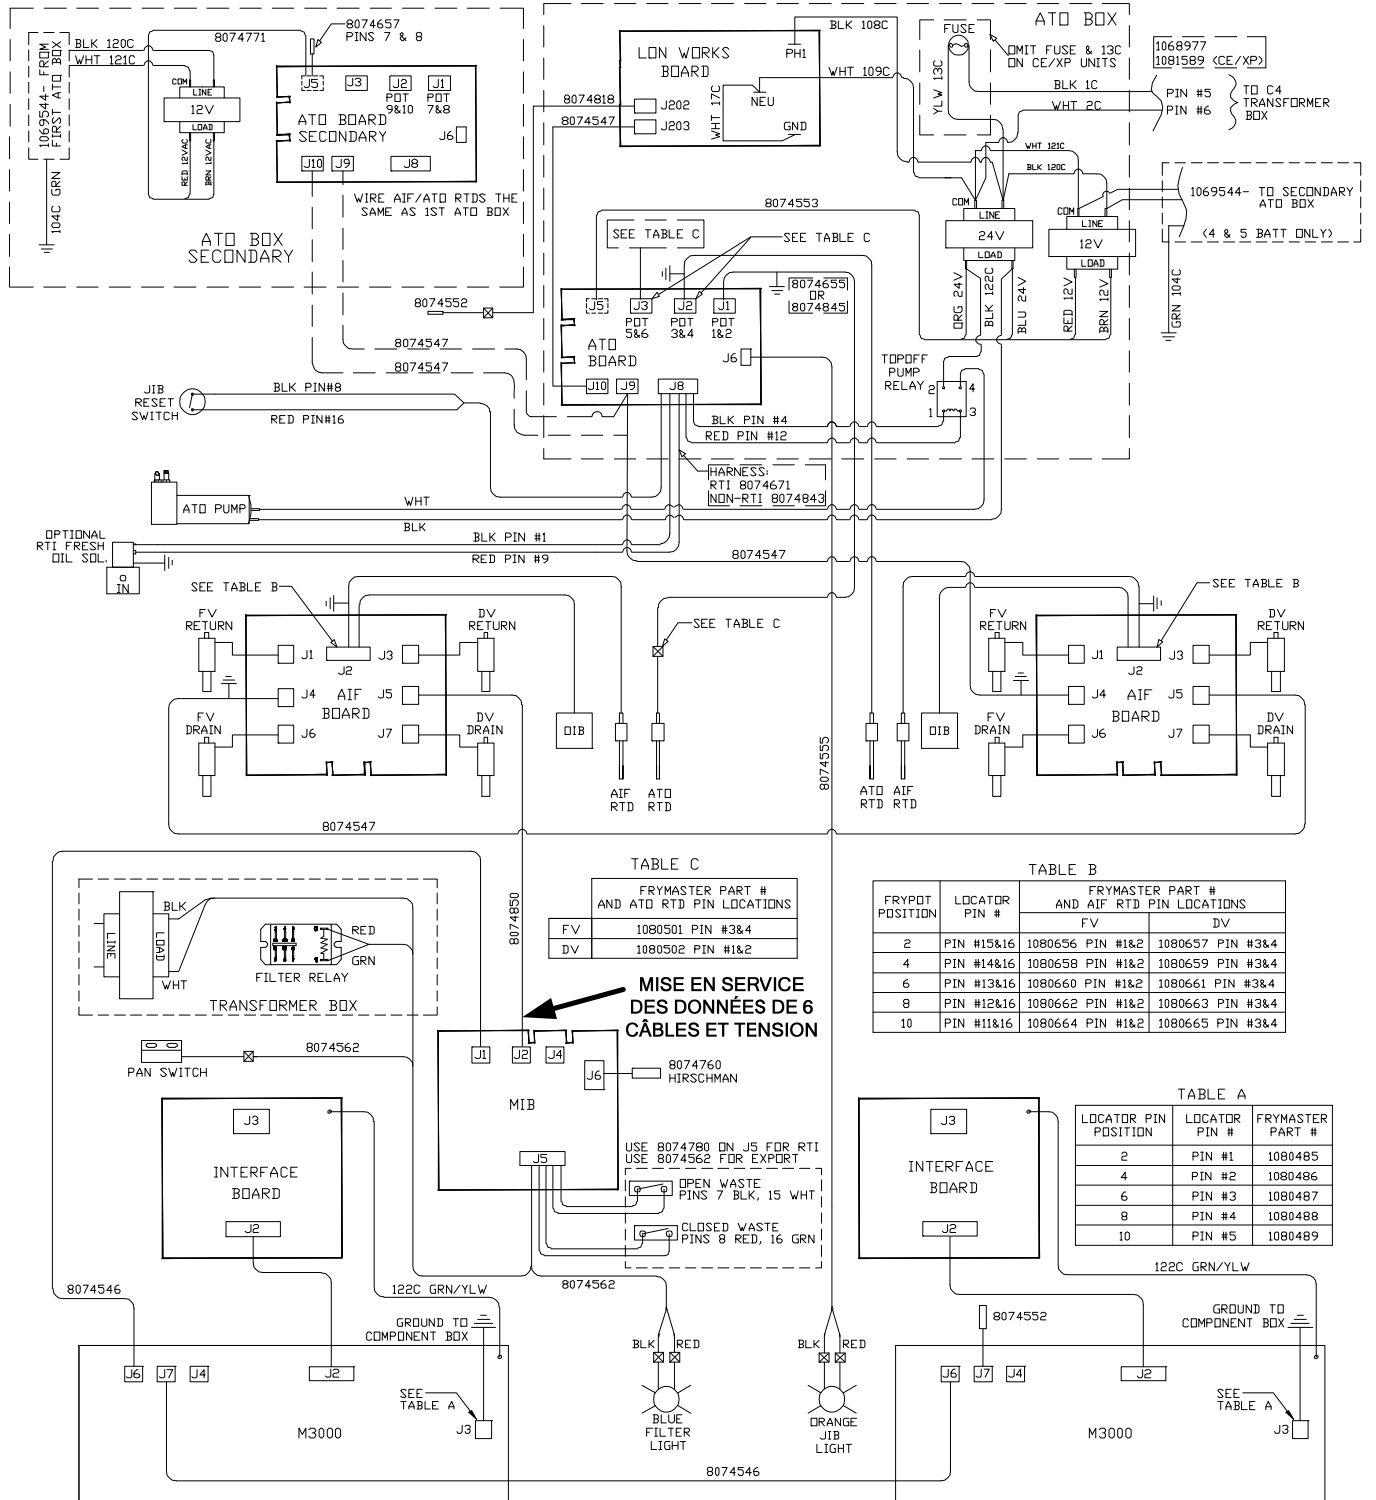 1069544- FROM
FIRST ATO BOX
BLK 120C
WHT 121C
104C GRN
COM
LINE
12V
LOAD
RED 12VAC
BRN 12VAC
8074771
8074657
PINS 7 & 8
J5
J3
J2
J1
POT
9&10
POT
7&8
ATO BOARD
SECONDARY
J6
J10
J9
J8
WIRE AIF/ATO RTDS THE
SAME AS 1ST ATO BOX
ATO BOX
SECONDARY
ATO BOX
LON WORKS
BOARD
PH1
NEU
GND
WHT 17C
J202
J203
8074818
8074547
BLK 108C
WHT 109C
FUSE
YLW 13C
OMIT FUSE & 13C
ON CE/XP UNITS
1068977
1081589 (CE/XP)
BLK 1C
WHT 2C
PIN #5
PIN #6
TO C4
TRANSFORMER
BOX
WHT 121C
BLK 120C
1069544- TO SECONDARY
ATO BOX
(4 & 5 BATT ONLY)
GRN 104C
COM
LINE
24V
LOAD
COM
LINE
12V
LOAD
ORG 24V
BLK 122C
BLU 24V
RED 12V
BRN 12V
8074553
SEE TABLE C
SEE TABLE C
8074655
OR
8074845
8074552
J5
J3
J2
J1
POT
5&6
POT
3&4
POT
1&2
ATO
BOARD
J6
J10
J9
J8
8074547
8074547
TOPOFF
PUMP
RELAY
2
4
1
3
JIB
RESET
SWITCH
BLK PIN#8
RED PIN#16
BLK PIN #4
RED PIN #12
HARNESS:
RTI 8074671
NON-RTI 8074843
ATO PUMP
WHT
BLK
OPTIONAL
RTI FRESH
OIL SOL.
O
IN
BLK PIN #1
RED PIN #9
8074547
SEE TABLE B
SEE TABLE B
SEE TABLE C
FV
RETURN
DV
RETURN
J1
J2
J3
J4
AIF
BOARD
J5
J6
J7
FV
DRAIN
DV
DRAIN
OIB
AIF
RTD
ATO
RTD
8074555
ATO
RTD
AIF
RTD
OIB
FV
RETURN
DV
RETURN
J1
J2
J3
J4
AIF
BOARD
J5
J6
J7
FV
DRAIN
DV
DRAIN
8074547
8074850
TABLE C
FRYMASTER PART #
AND ATO RTD PIN LOCATIONS
FV 1080501 PIN #3&4
DV 1080502 PIN #1&2
TABLE B
FRYPOT
POSITION
LOCATOR
PIN #
FRYMASTER PART #
AND AIF RTD PIN LOCATIONS
FV DV
2 PIN #15&16 1080656 PIN #1&2 1080657 PIN #3&4
4 PIN #14&16 1080658 PIN #1&2 1080659 PIN #3&4
6 PIN #13&16 1080660 PIN #1&2 1080661 PIN #3&4
8 PIN #12&16 1080662 PIN #1&2 1080663 PIN #3&4
10 PIN #11&16 1080664 PIN #1&2 1080665 PIN #3&4
LINE
LOAD
BLK
WHT
RED
GRN
FILTER RELAY
TRANSFORMER BOX
MISE EN SERVICE
DES DONNÉES DE 6
CÂBLES ET TENSION
PAN SWITCH
8074562
J1
J2
J4
J6
MIB
J5
8074760
HIRSCHMAN
USE 8074780 ON J5 FOR RTI
USE 8074562 FOR EXPORT
OPEN WASTE
PINS 7 BLK, 15 WHT
CLOSED WASTE
PINS 8 RED, 16 GRN
8074562
TABLE A
LOCATOR PIN
POSITION
LOCATOR
PIN #
FRYMASTER
PART #
2 PIN #1 1080485
4 PIN #2 1080486
6 PIN #3 1080487
8 PIN #4 1080488
10 PIN #5 1080489
J3
INTERFACE
BOARD
J2
J3
INTERFACE
BOARD
J2
8074546
122C GRN/YLW
GROUND TO
COMPONENT BOX
J6
J7
J4
J2
SEE
TABLE A
J3
M3000
BLK
RED
BLUE
FILTER
LIGHT
BLK
RED
ORANGE
JIB
LIGHT
122C GRN/YLW
8074552
GROUND TO
COMPONENT BOX
J6
J7
J4
J2
SEE
TABLE A
J3
M3000
8074546